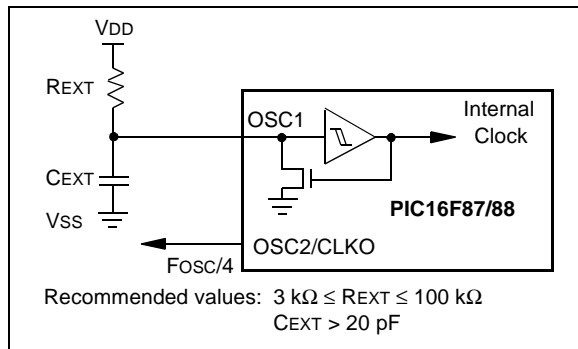 VDD
REXT
OSC1
Internal
Clock
CEXT
PIC16F87/88
VSS
OSC2/CLKO
FOSC/4
Recommended values: 3 kΩ ≤ REXT ≤ 100 kΩ
CEXT > 20 pF